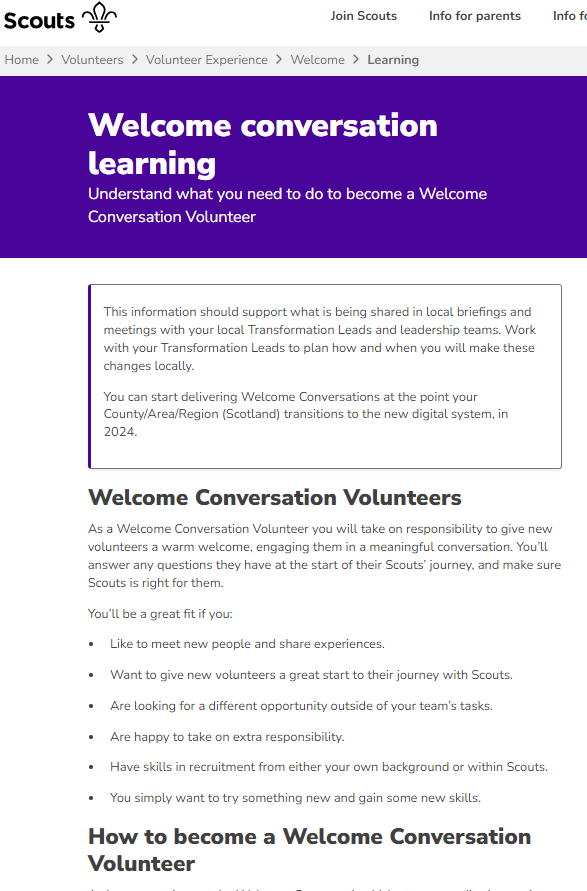 Scouts
Join Scouts Info for parents Info fo
Home > Volunteers > Volunteer Experience > Welcome > Learning
Welcome conversation
learning
Understand what you need to do to become a Welcome
Conversation Volunteer
This information should support what is being shared in local briefings and
meetings with your local Transformation Leads and leadership teams. Work
with your Transformation Leads to plan how and when you will make these
changes locally.
You can start delivering Welcome Conversations at the point your
County/Area/Region (Scotland) transitions to the new digital system, in
2024.
Welcome Conversation Volunteers
As a Welcome Conversation Volunteer you will take on responsibility to give new
volunteers a warm welcome, engaging them in a meaningful conversation. You'll
answer any questions they have at the start of their Scouts' journey, and make sure
Scouts is right for them.
You'll be a great fit if you:
• Like to meet new people and share experiences.
• Want to give new volunteers a great start to their journey with Scouts.
• Are looking for a different opportunity outside of your team's tasks.
• Are happy to take on extra responsibility.
• Have skills in recruitment from either your own background or within Scouts.
• You simply want to try something new and gain some new skills.
How to become a Welcome Conversation
Volunteer